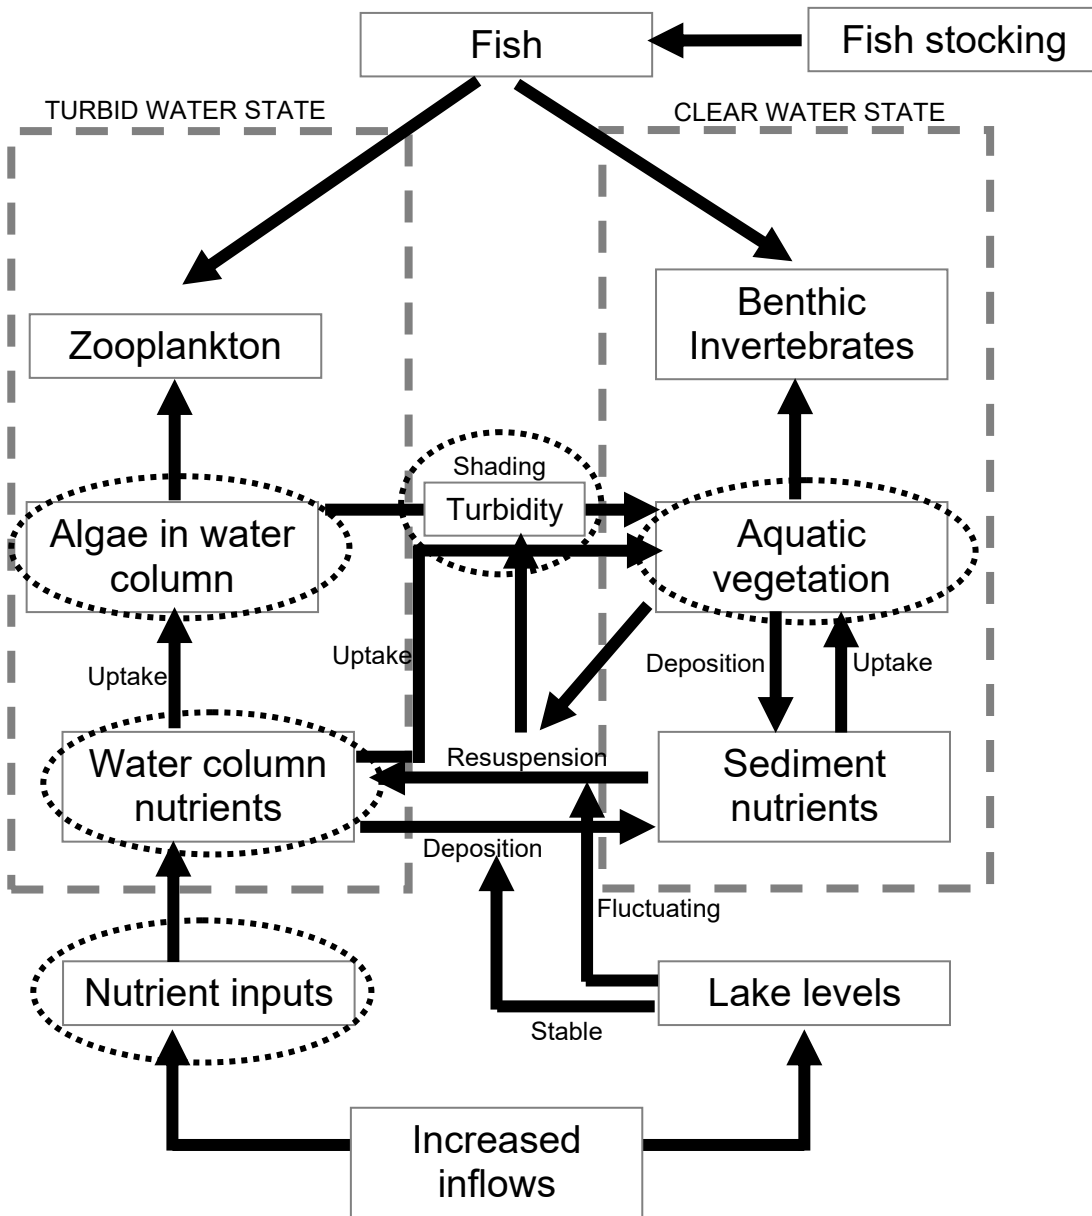 Fish
Fish stocking
TURBID WATER STATE
CLEAR WATER STATE
Zooplankton
Benthic
Invertebrates
Shading
Turbidity
Algae in water
column
Aquatic
vegetation
Uptake
Uptake
Deposition
Uptake
Water column
nutrients
Resuspension
Sediment
nutrients
Deposition
Fluctuating
Nutrient inputs
Lake levels
Stable
Increased
inflows